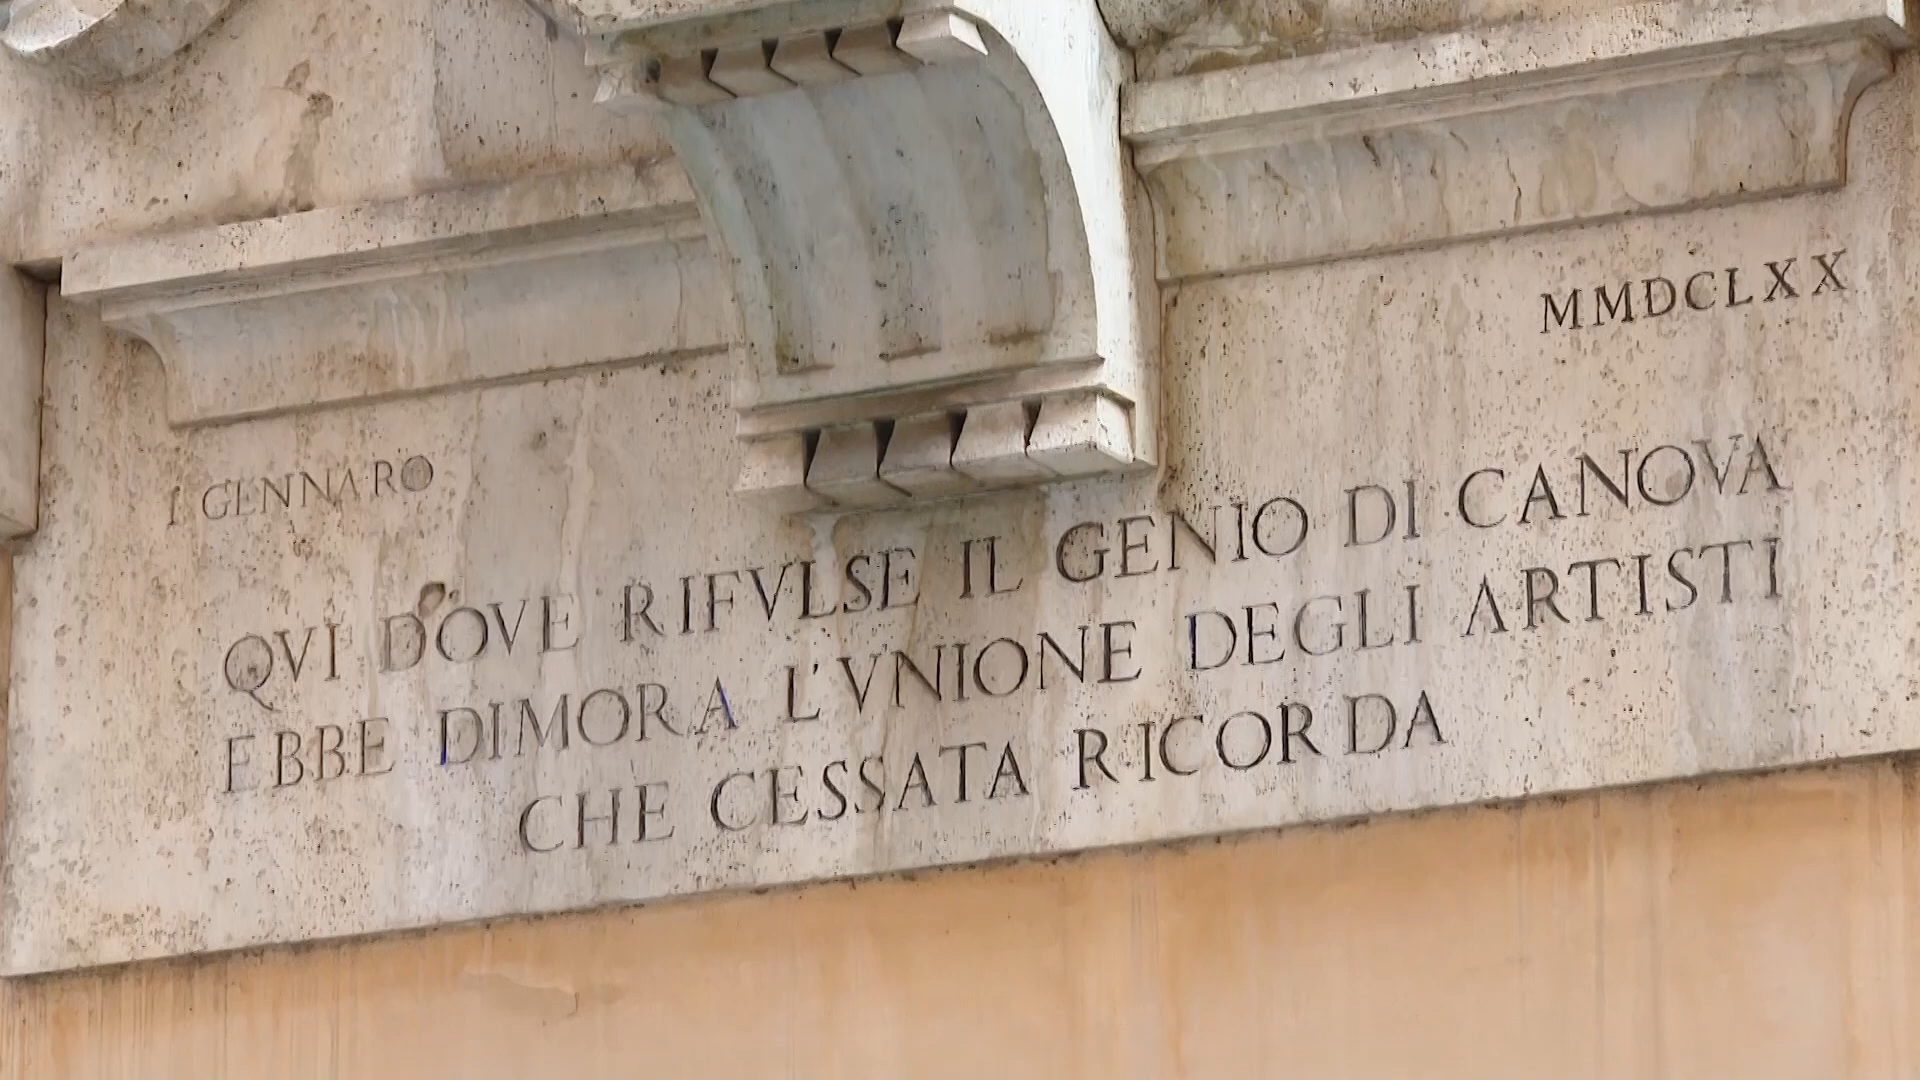 I GENNARO MMDCLXX
QVI DOVE RIFVLSE IL GENIO DI CANOVA
EBBE DIMORA L'VNIONE DEGLI ARTISTI
CHE CESSATA RICORDA